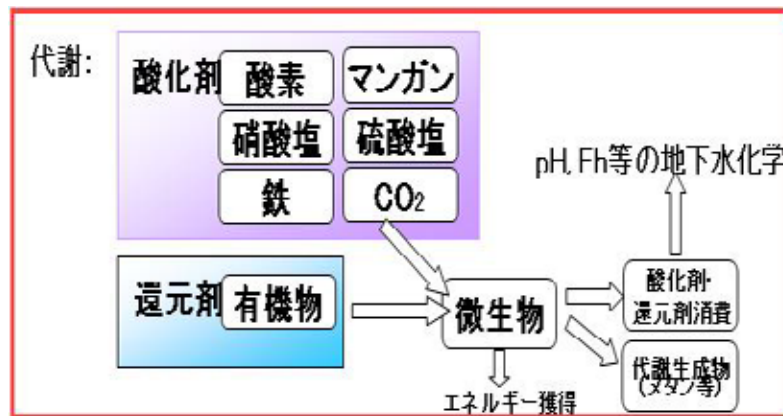 代謝:
酸化剤 酸素 マンガン
硝酸塩 硫酸塩
鉄 CO2
還元剤 有機物
微生物
エネルギー獲得
pH, Fh等の地下水化学
酸化剤・
還元剤消費
代謝生成物
(メタン等)